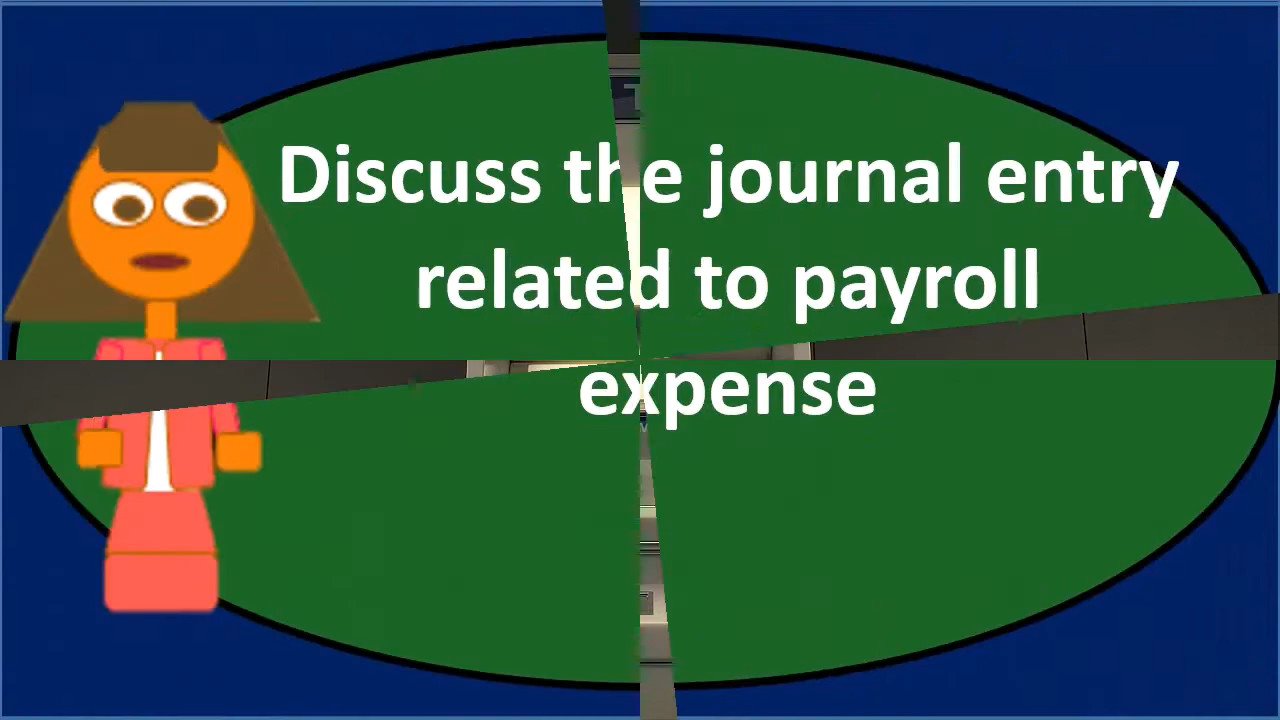 Discuss the journal entry
related to payroll
expense